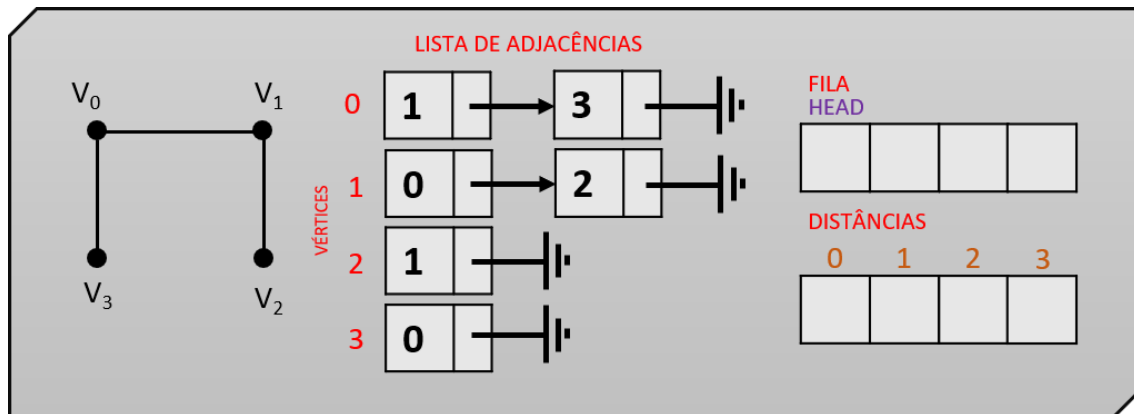 LISTA DE ADJACÊNCIAS
V0 V1
V3 V2
VÉRTICES
0 1 3
1 0 2
2 1
3 0
FILA
HEAD
DISTÂNCIAS
0 1 2 3